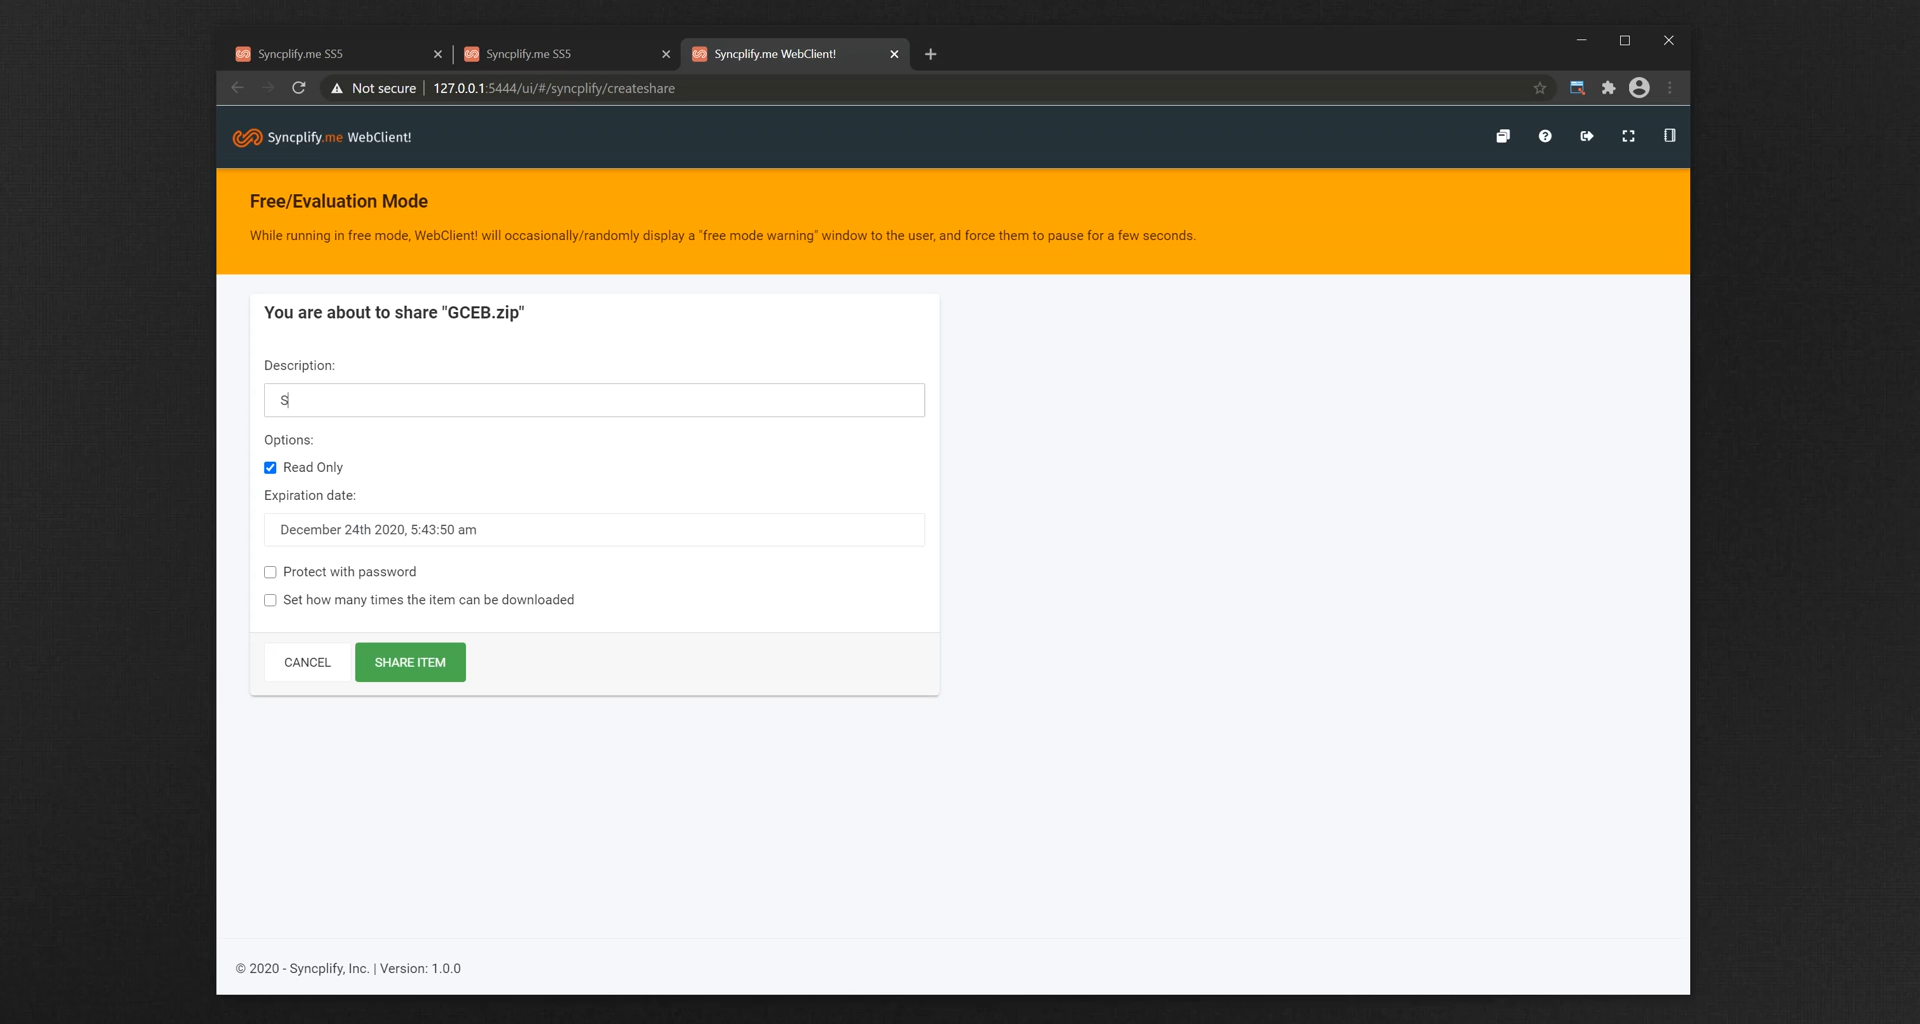 Syncplify.me SS5
Syncplify.me SS5
Syncplify.me WebClient!
Not secure
127.0.0.1:5444/ui/#/syncplify/createshare
Syncplify.me WebClient!
Free/Evaluation Mode
While running in free mode, WebClient! will occasionally/randomly display a "free mode warning" window to the user, and force them to pause for a few seconds.
You are about to share "GCEB.zip"
Description:
S
Options:
Read Only
Expiration date:
December 24th 2020, 5:43:50 am
Protect with password
Set how many times the item can be downloaded
CANCEL
SHARE ITEM
© 2020 - Syncplify, Inc. | Version: 1.0.0